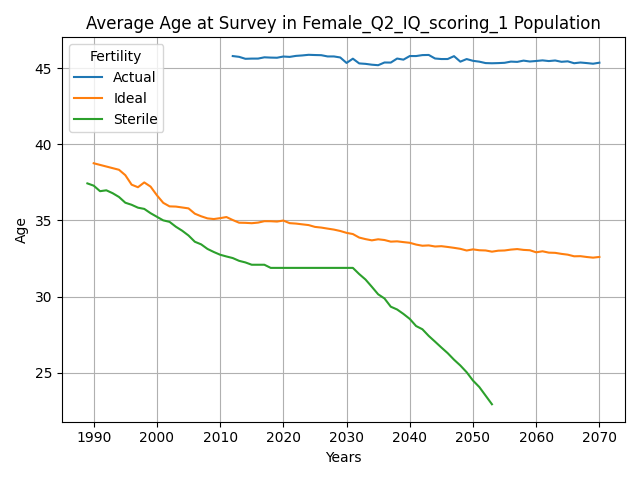 Average Age at Survey in Female_Q2_IQ_scoring_1 Population
Fertility
Actual
Ideal
Sterile
Age
45
40
35
30
25
1990 2000 2010 2020 2030 2040 2050 2060 2070
Years